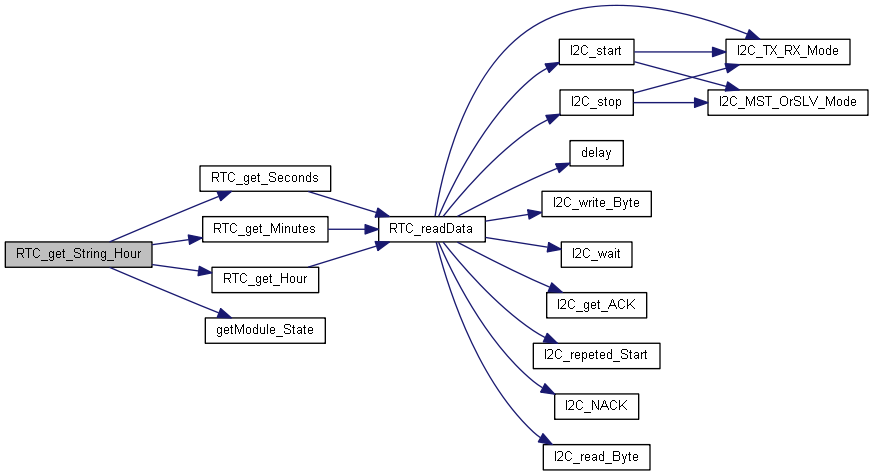 RTC_get_String_Hour
RTC_get_Seconds
RTC_get_Minutes
RTC_get_Hour
getModule_State
RTC_readData
I2C_start
I2C_stop
delay
I2C_write_Byte
I2C_wait
I2C_get_ACK
I2C_repeted_Start
I2C_NACK
I2C_read_Byte
I2C_TX_RX_Mode
I2C_MST_OrSLV_Mode